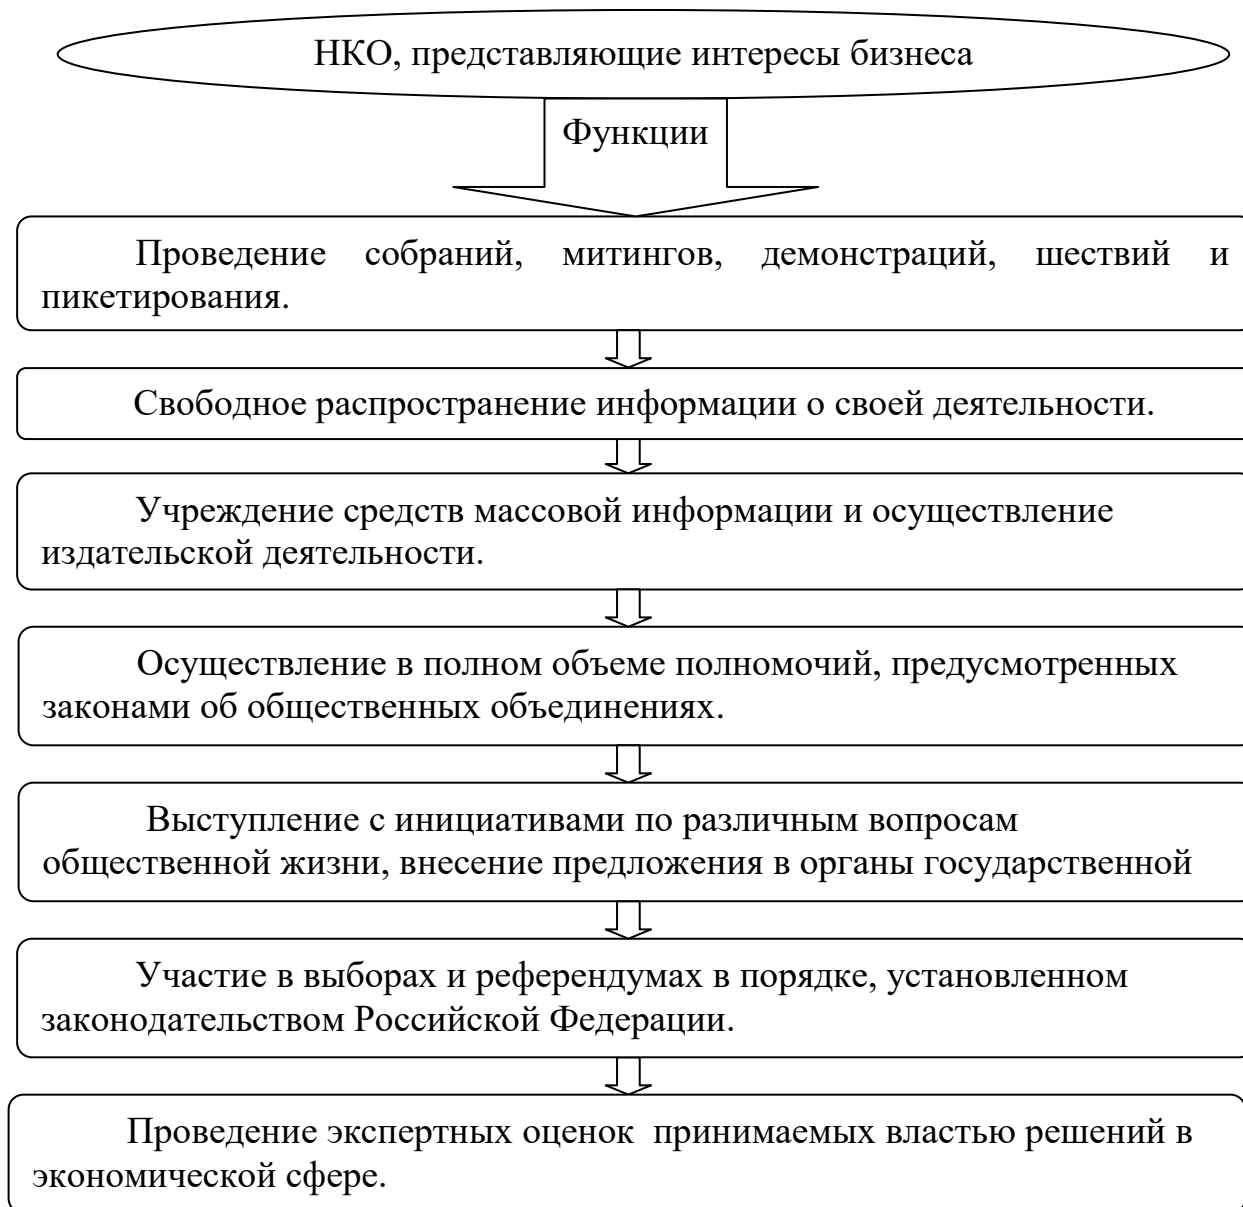 НКО, представляющие интересы бизнеса
Функции
Проведение собраний, митингов, демонстраций, шествий и
пикетирования.
Свободное распространение информации о своей деятельности.
Учреждение средств массовой информации и осуществление
издательской деятельности.
Осуществление в полном объеме полномочий, предусмотренных
законами об общественных объединениях.
Выступление с инициативами по различным вопросам
общественной жизни, внесение предложения в органы государственной
Участие в выборах и референдумах в порядке, установленном
законодательством Российской Федерации.
Проведение экспертных оценок принимаемых властью решений в
экономической сфере.